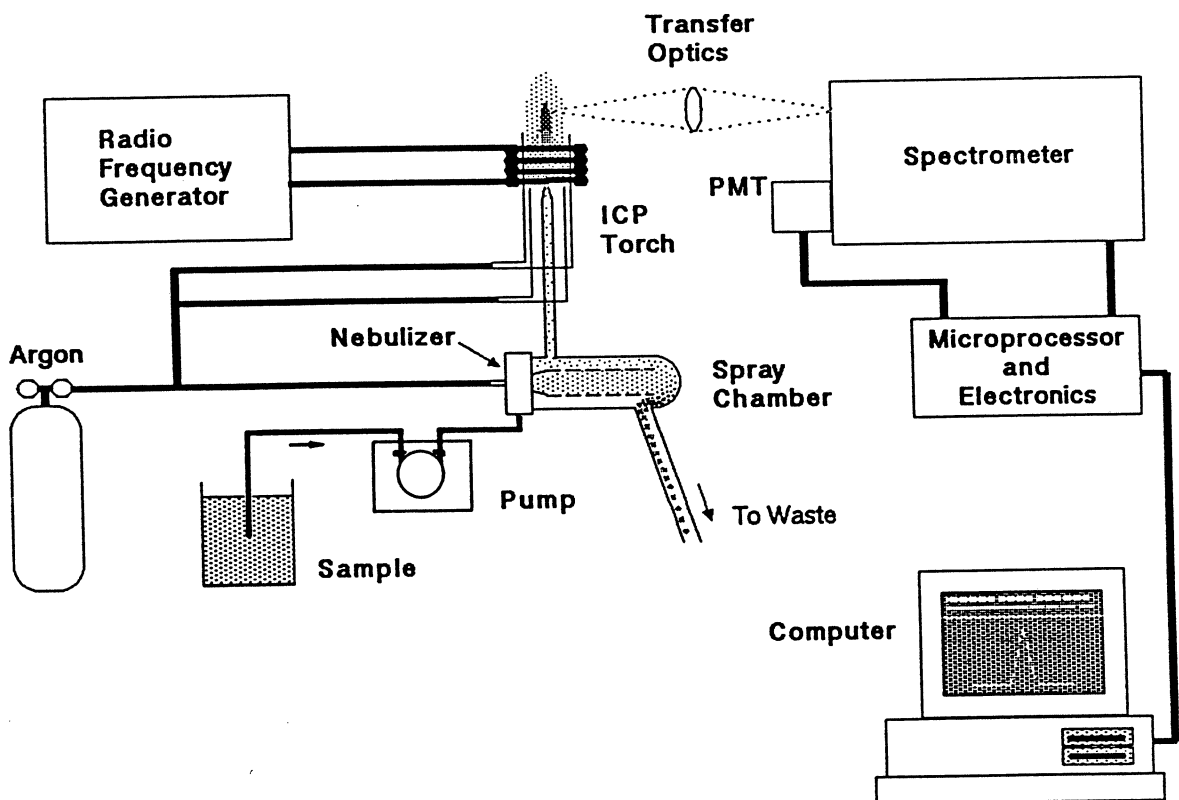 Transfer
Optics
Radio
Frequency
Generator
Spectrometer
PMT
ICP
Torch
Nebulizer
Argon
Microprocessor
and
Electronics
Spray
Chamber
Pump
To Waste
Sample
Computer